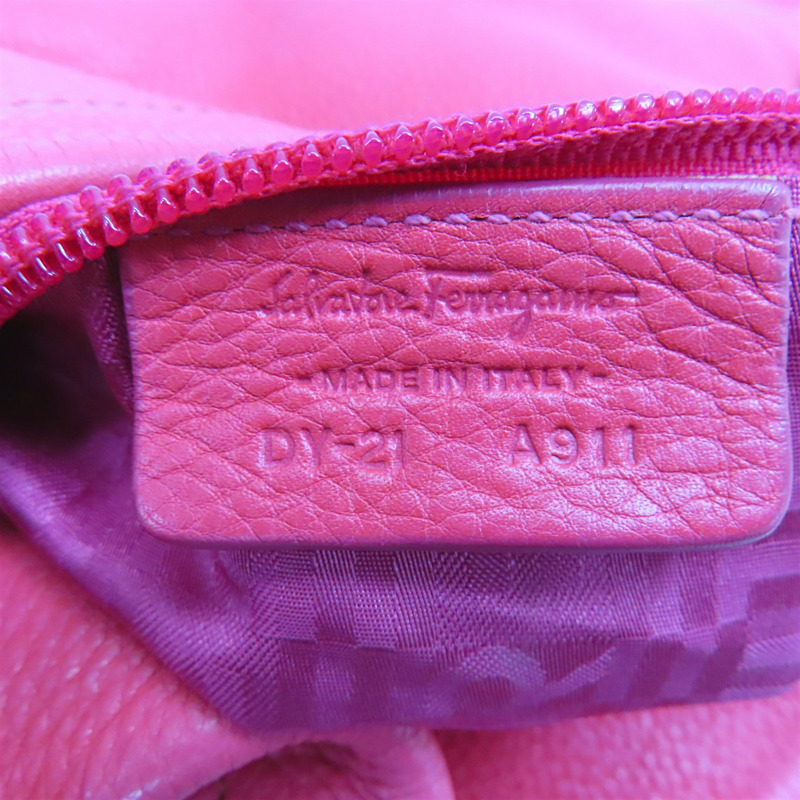 Salvatore Ferragamo
- MADE IN ITALY -
DY-21 A911